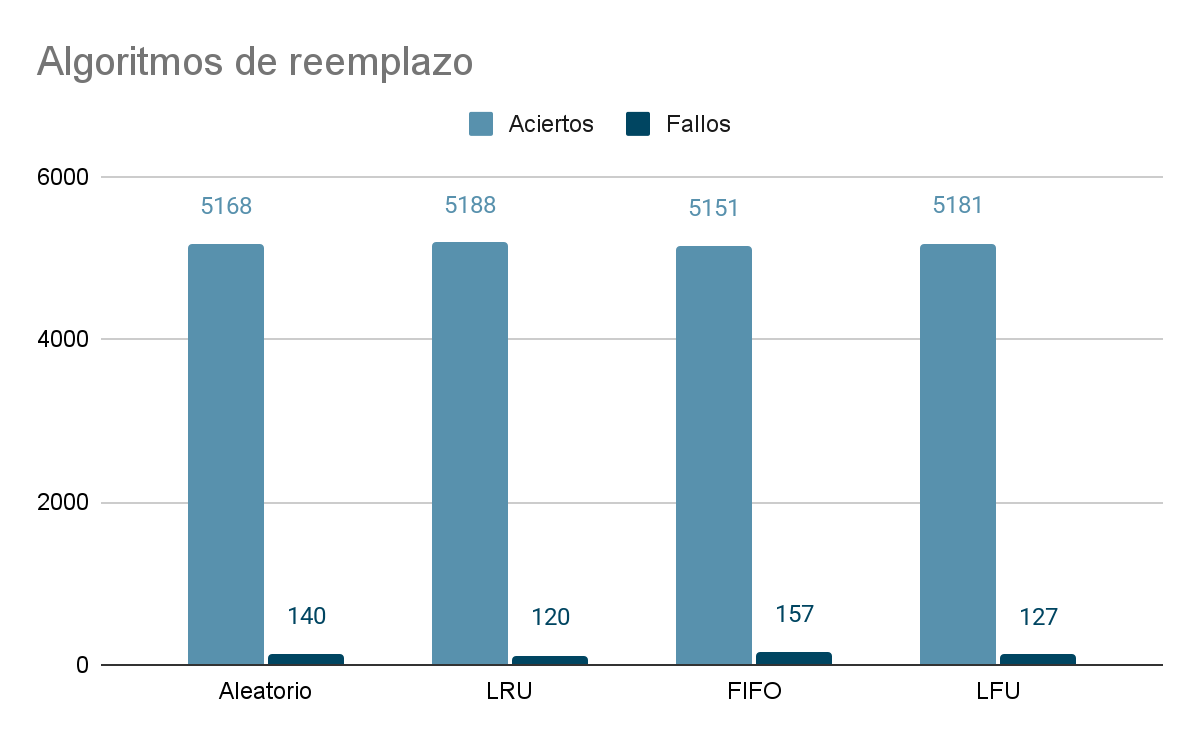 Algoritmos de reemplazo
Aciertos Fallos
6000
5168 5188 5151 5181
4000
2000
140 120 157 127
0
Aleatorio LRU FIFO LFU